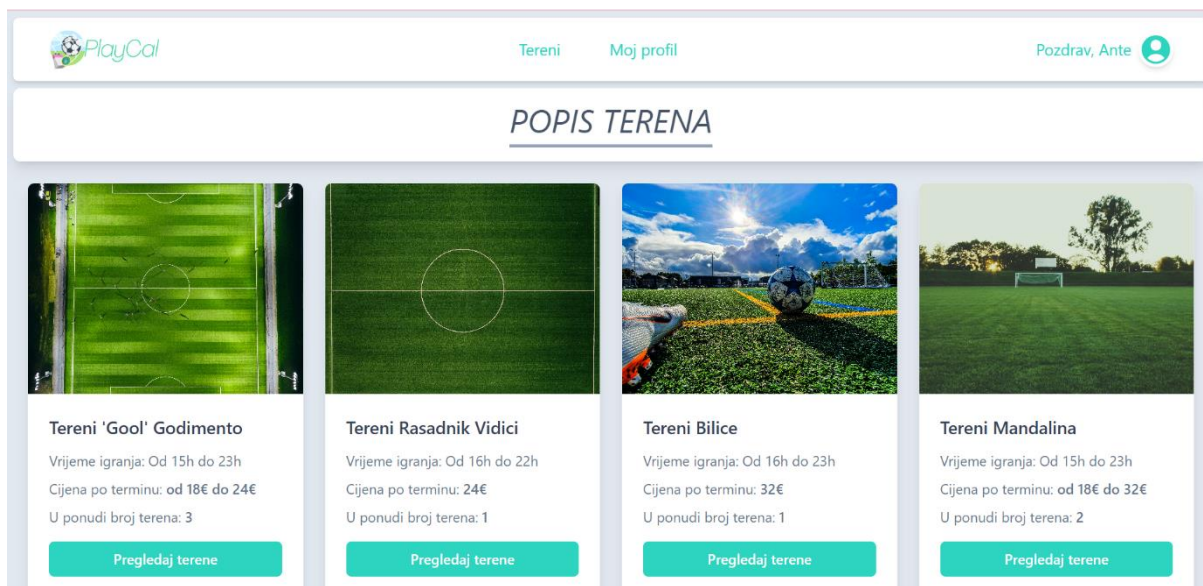 PlayCal
Tereni
Moj profil
Pozdrav, Ante
POPIS TERENA
Tereni 'Gool' Godimento
Vrijeme igranja: Od 15h do 23h
Cijena po terminu: od 18€ do 24€
U ponudi broj terena: 3
Pregledaj terene
Tereni Rasadnik Vidici
Vrijeme igranja: Od 16h do 22h
Cijena po terminu: 24€
U ponudi broj terena: 1
Pregledaj terene
Tereni Bilice
Vrijeme igranja: Od 16h do 23h
Cijena po terminu: 32€
U ponudi broj terena: 1
Pregledaj terene
Tereni Mandalina
Vrijeme igranja: Od 15h do 23h
Cijena po terminu: od 18€ do 32€
U ponudi broj terena: 2
Pregledaj terene